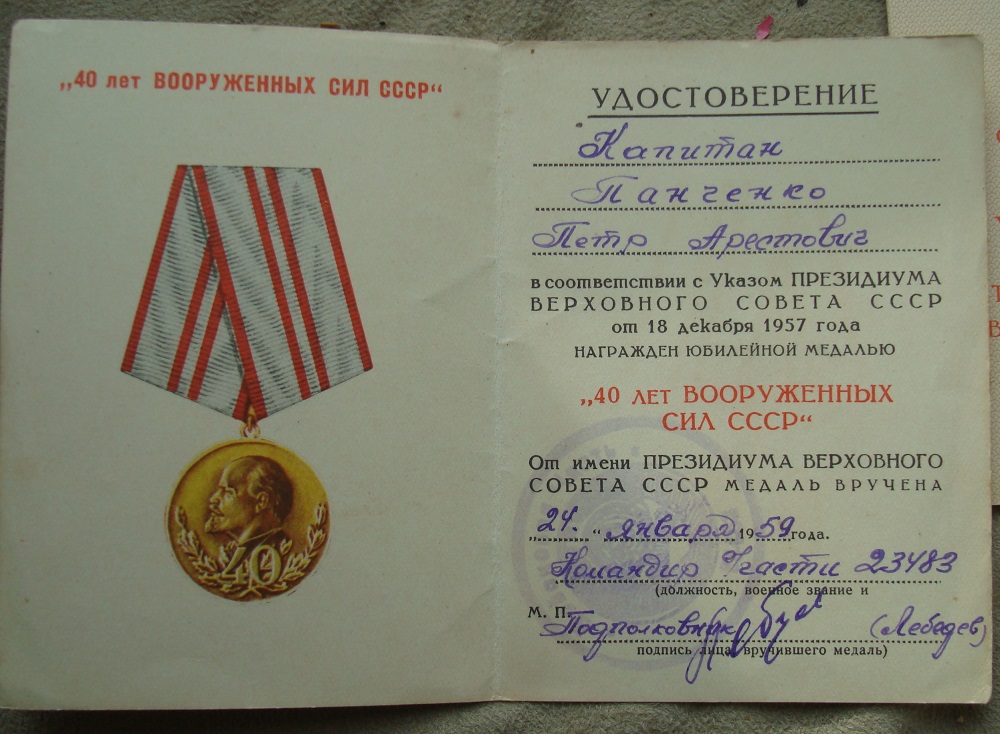 „40 лет ВООРУЖЕННЫХ СИЛ СССР“
40
УДОСТОВЕРЕНИЕ
Капитан
Панченко
Петр Арестович
в соответствии с Указом ПРЕЗИДИУМА
ВЕРХОВНОГО СОВЕТА СССР
от 18 декабря 1957 года
НАГРАЖДЕН ЮБИЛЕЙНОЙ МЕДАЛЬЮ
„40 ЛЕТ ВООРУЖЕННЫХ
СИЛ СССР“
От имени ПРЕЗИДИУМА ВЕРХОВНОГО
СОВЕТА СССР МЕДАЛЬ ВРУЧЕНА
„24.“ января 1959 года.
Командир Части 23483
(должность, военное звание и
М. П. Подполковник (Лебедев)
подпись лица, вручившего медаль)